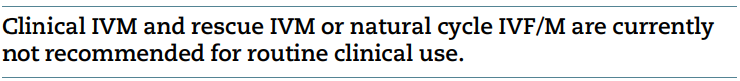 Clinical IVM and rescue IVM or natural cycle IVF/M are currently
not recommended for routine clinical use.